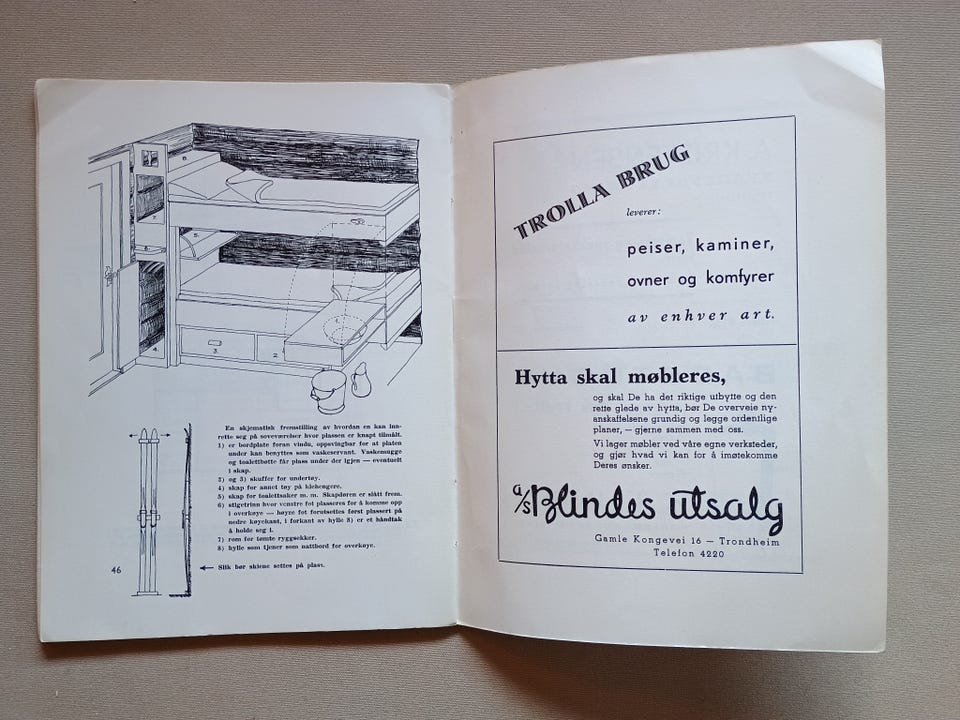 En skjematisk fremstilling av hvordan en kan inn-
rette seg på soveværelser hvor plassen er knapt tilmålt.
1) er bordplate foran vindu, oppsvingbar for at platen
under kan benyttes som vaskeservant. Vaskemugge
og toalettbøtte får plass under der igjen — eventuelt
i skap.
2) og 3) skuffer for undertøy.
4) skap for annet tøy på klehengere.
5) skap for toalettsaker m. m. Skapdøren er slått frem.
6) stigetrinn hvor venstre fot plasseres for å komme opp
i overkøye — høyre fot forutsettes først plassert på
nedre køyekant, i forkant av hylle 8) er et håndtak
å holde seg i.
7) rom for tømte ryggsekker.
8) hylle som tjener som nattbord for overkøye.
Slik bør skiene settes på plass.
46
TROLLA BRUG
leverer:
peiser, kaminer,
ovner og komfyrer
av enhver art.
Hytta skal møbleres,
og skal De ha det riktige utbytte og den
rette glede av hytta, bør De overveie ny-
anskaffelsene grundig og legge ordenlige
planer, — gjerne sammen med oss.
Vi lager møbler ved våre egne verksteder,
og gjør hvad vi kan for å imøtekomme
Deres ønsker.
a/s Blindes utsalg
Gamle Kongevei 16 — Trondheim
Telefon 4220